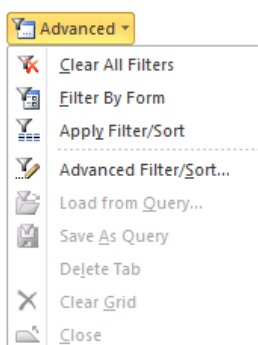 Advanced
Clear All Filters
Filter By Form
Apply Filter/Sort
Advanced Filter/Sort...
Load from Query...
Save As Query
Delete Tab
Clear Grid
Close